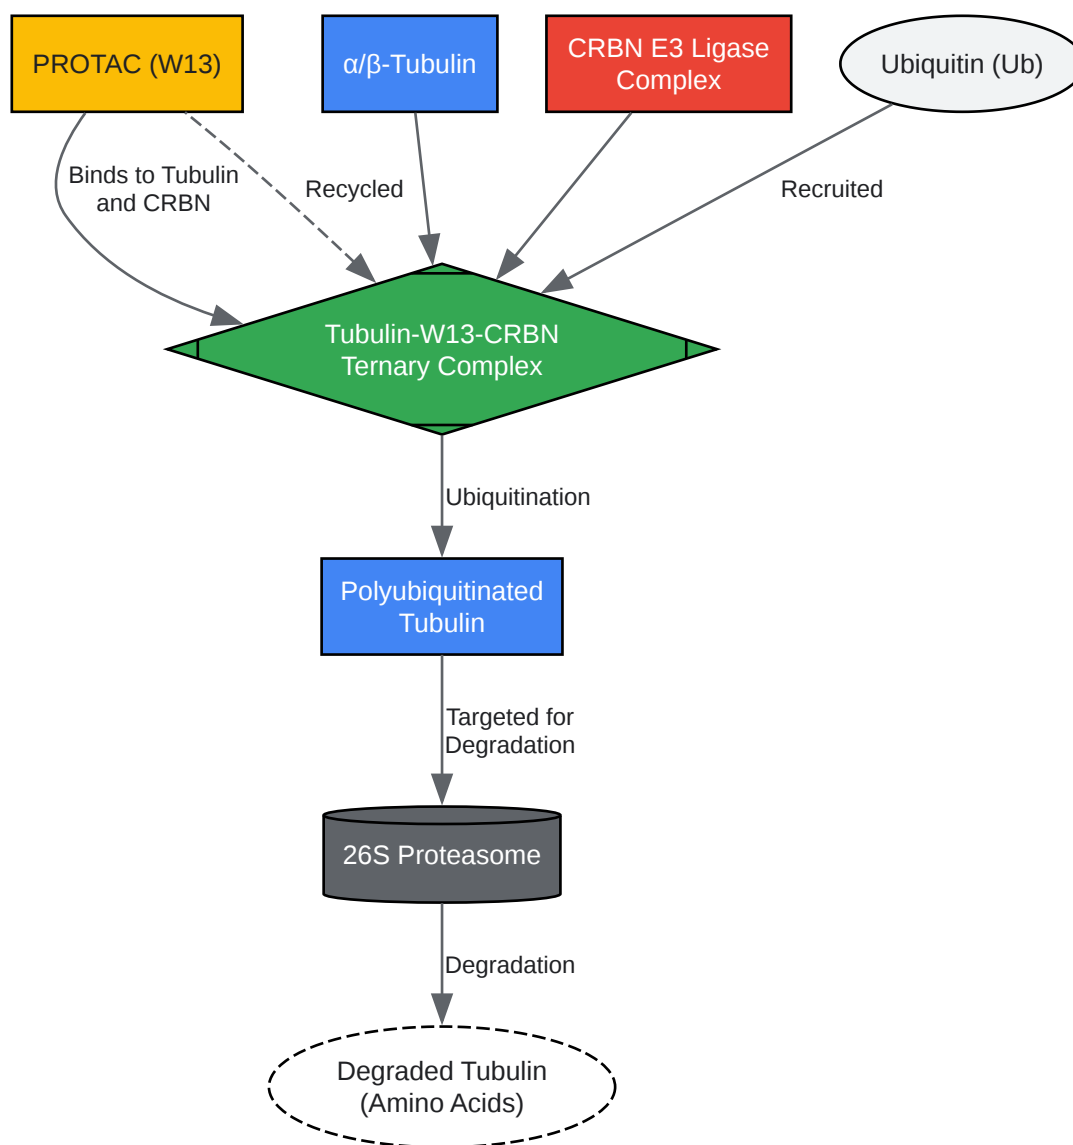 PROTAC (W13)
α/β-Tubulin
CRBN E3 Ligase
Complex
Ubiquitin (Ub)
Binds to Tubulin
and CRBN
Recycled
Recruited
Tubulin-W13-CRBN
Ternary Complex
Ubiquitination
Polyubiquitinated
Tubulin
Targeted for
Degradation
26S Proteasome
Degradation
Degraded Tubulin
(Amino Acids)